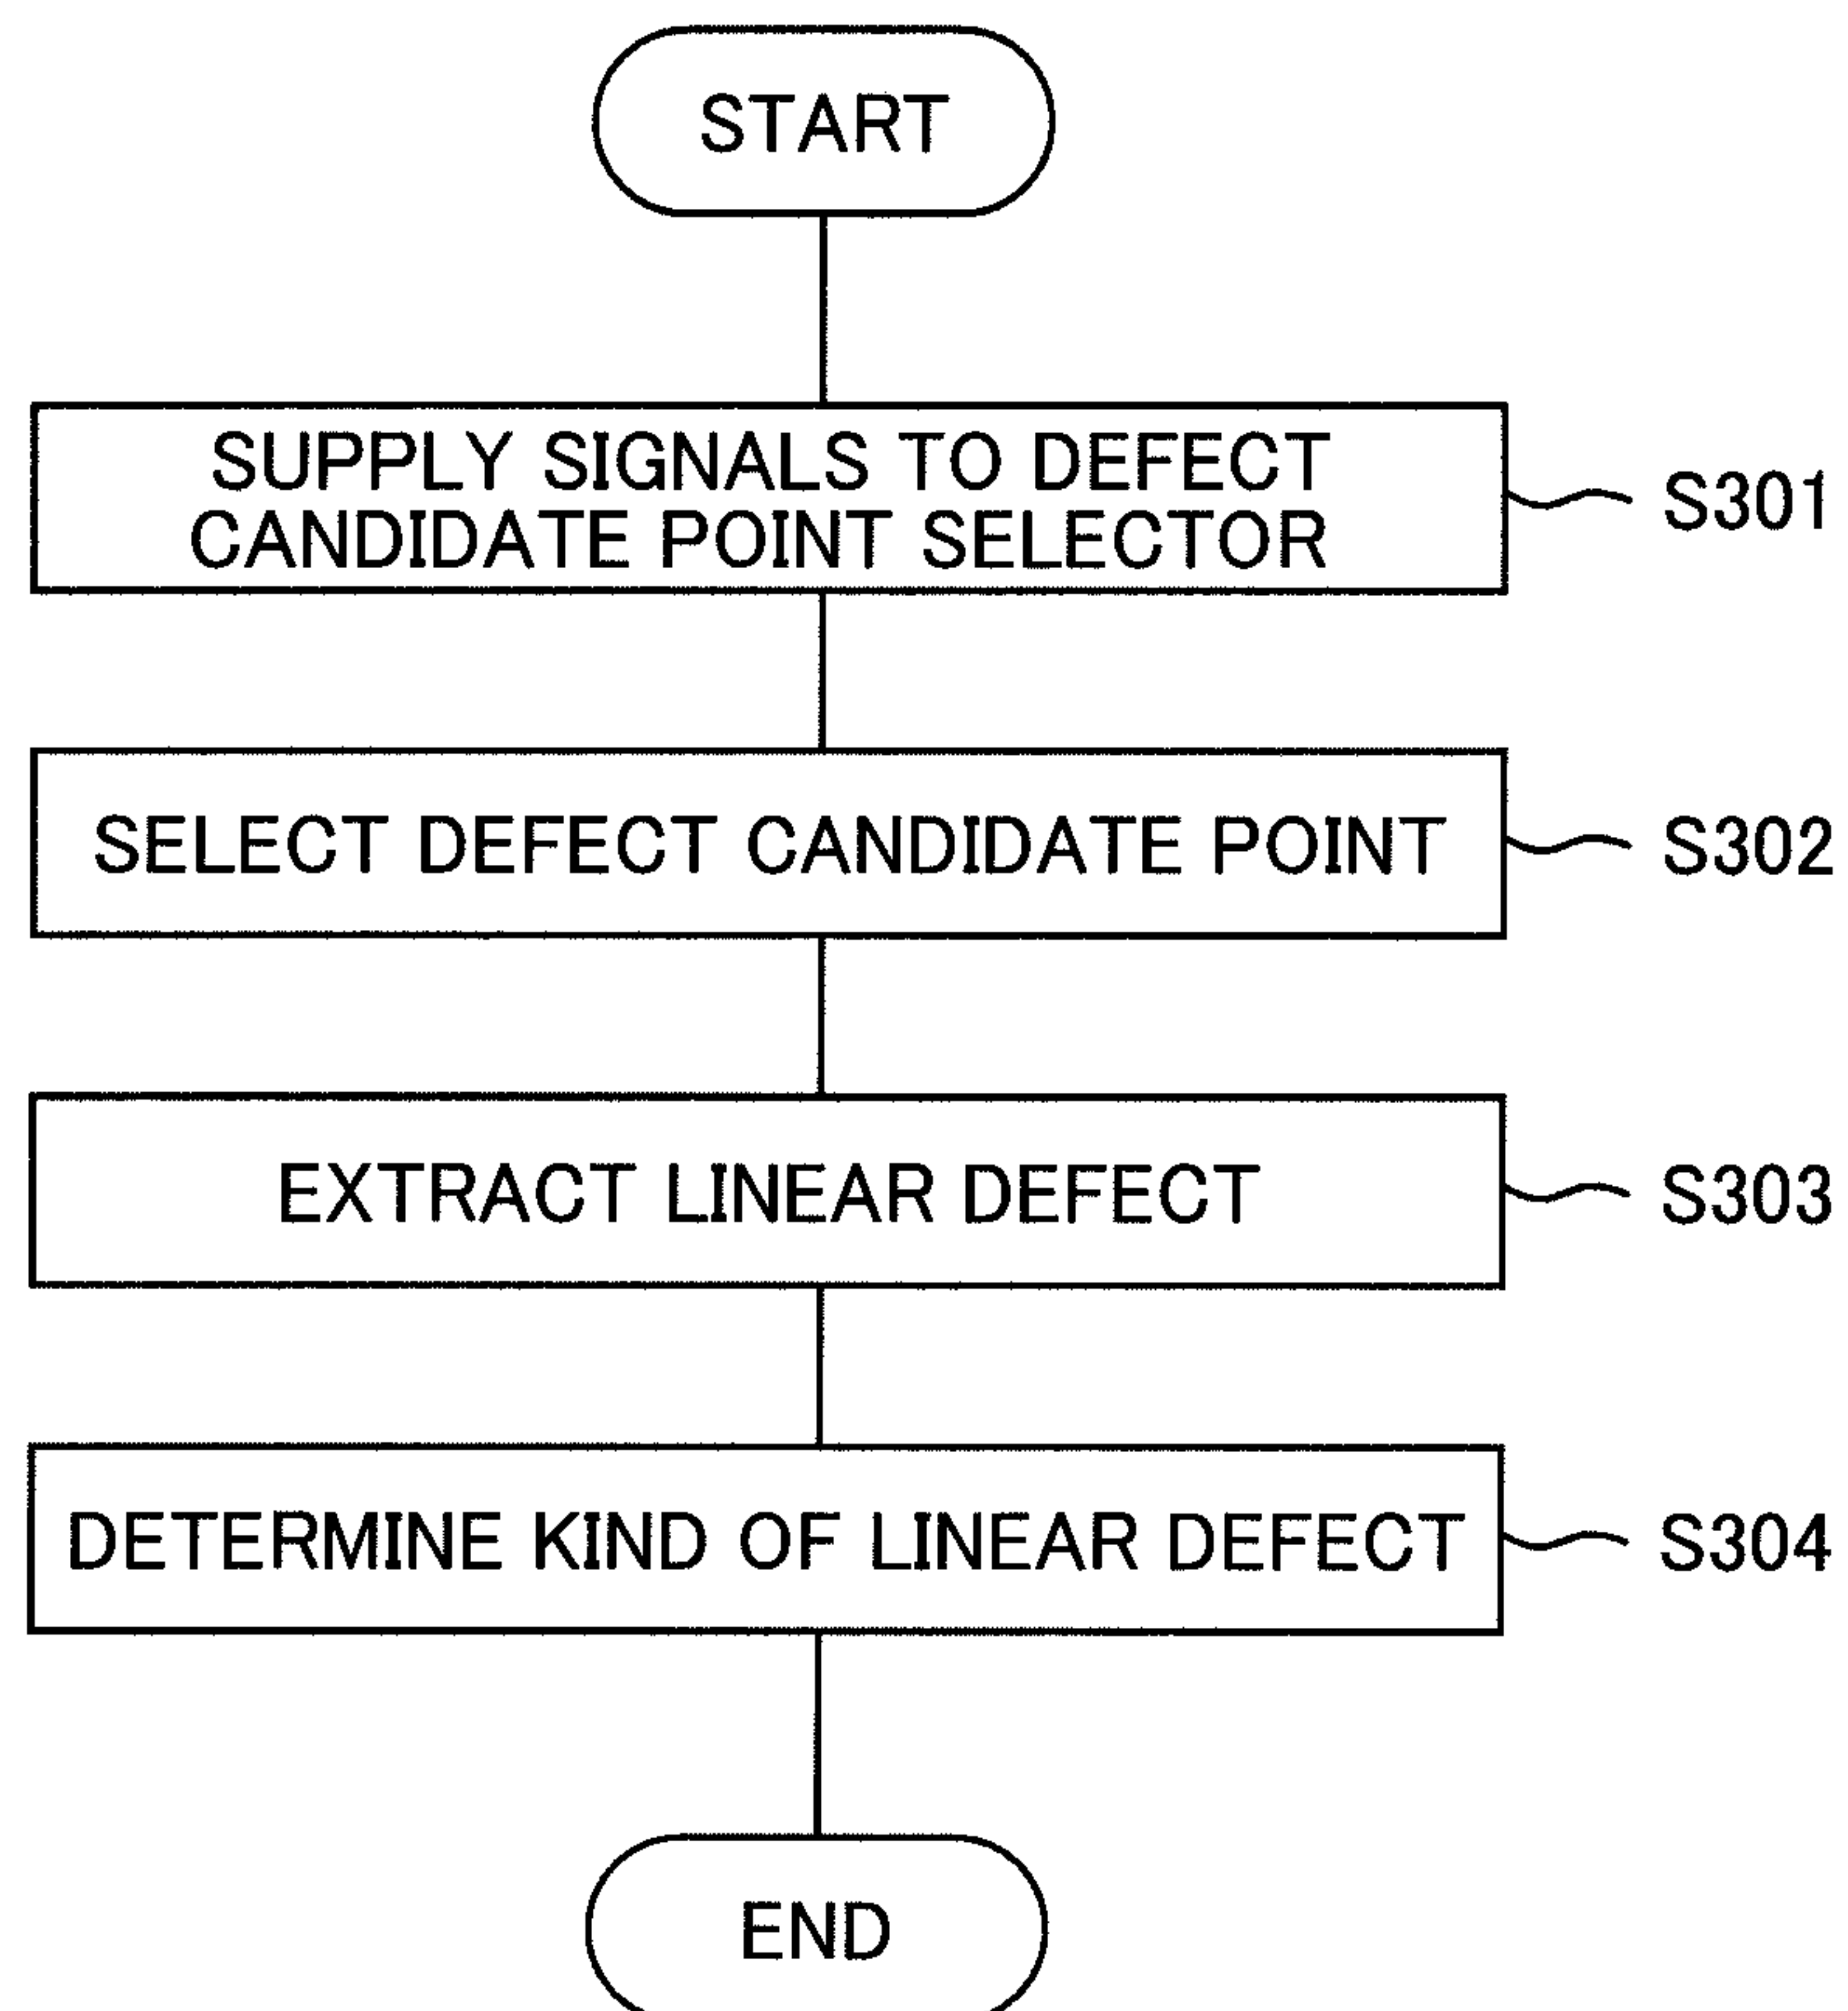 START
SUPPLY SIGNALS TO DEFECT
CANDIDATE POINT SELECTOR
S301
SELECT DEFECT CANDIDATE POINT
S302
EXTRACT LINEAR DEFECT
S303
DETERMINE KIND OF LINEAR DEFECT
S304
END